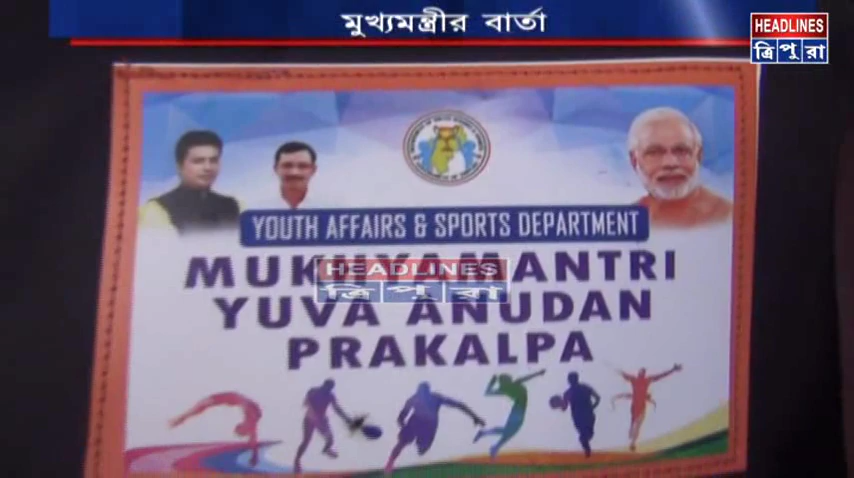 মুখ্যমন্ত্রীর বার্তা
HEADLINES
ত্রিপুরা
YOUTH AFFAIRS & SPORTS DEPARTMENT
MUKHYAMANTRI
HEADLINES
ত্রিপুরা
YUVA ANUDAN
PRAKALPA